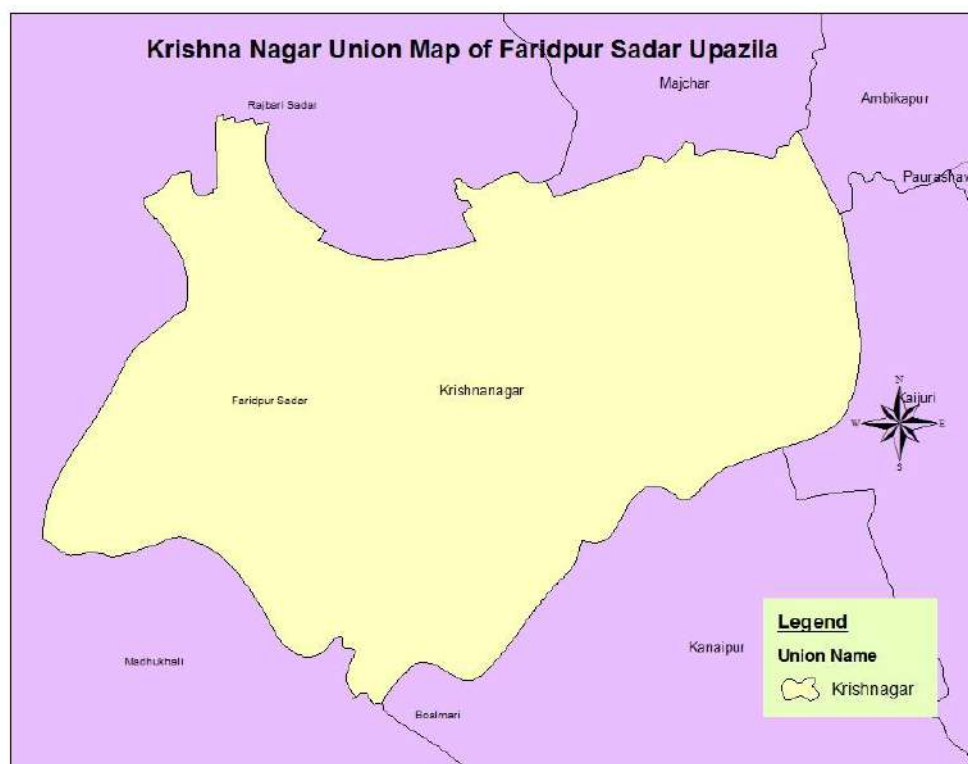 Krishna Nagar Union Map of Faridpur Sadar Upazila
Majchar
Rajbari Sadar
Ambikapur
Paurashav
Krishnanagar
Faridpur Sadar
N
Kaijuri
W
E
S
Legend
Union Name
Krishnagar
Kanaipur
Madhukhali
Boalmari